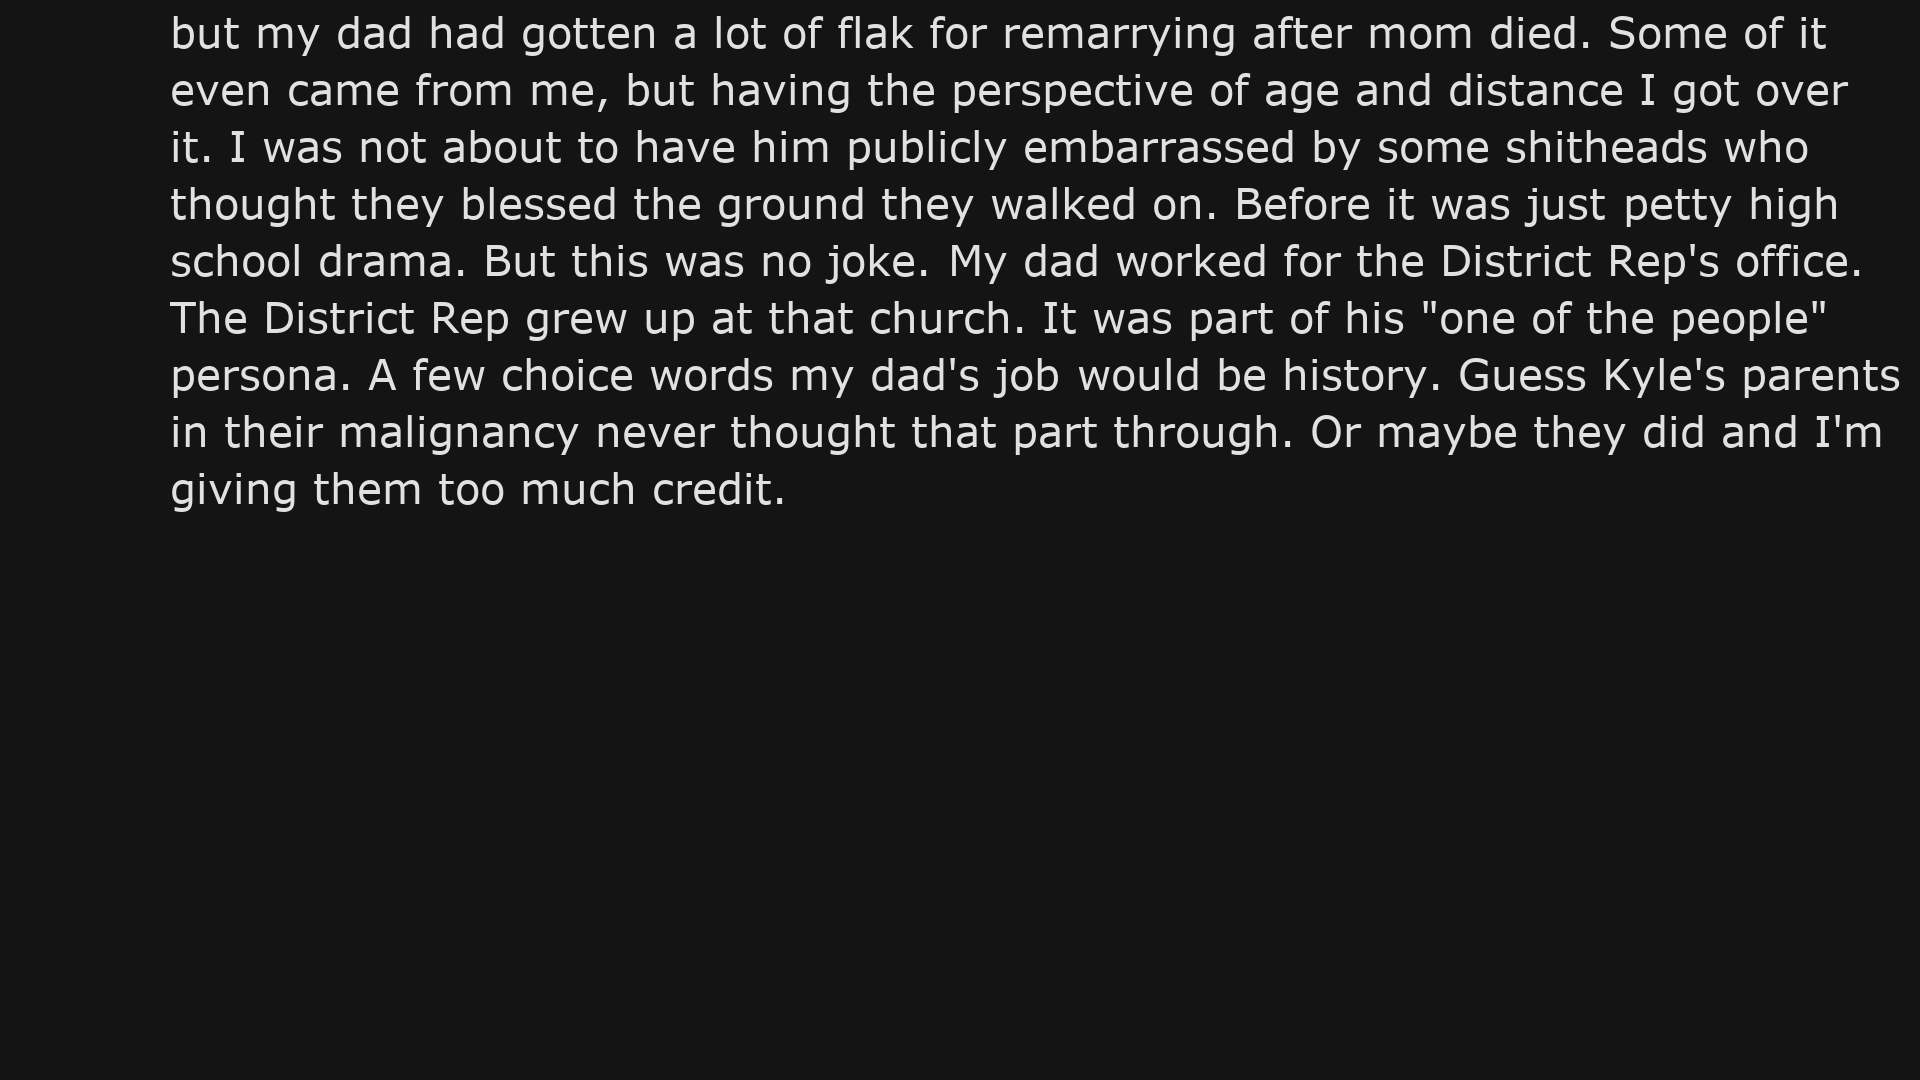 but my dad had gotten a lot of flak for remarrying after mom died. Some of it
even came from me, but having the perspective of age and distance I got over
it. I was not about to have him publicly embarrassed by some shitheads who
thought they blessed the ground they walked on. Before it was just petty high
school drama. But this was no joke. My dad worked for the District Rep's office.
The District Rep grew up at that church. It was part of his "one of the people"
persona. A few choice words my dad's job would be history. Guess Kyle's parents
in their malignancy never thought that part through. Or maybe they did and I'm
giving them too much credit.